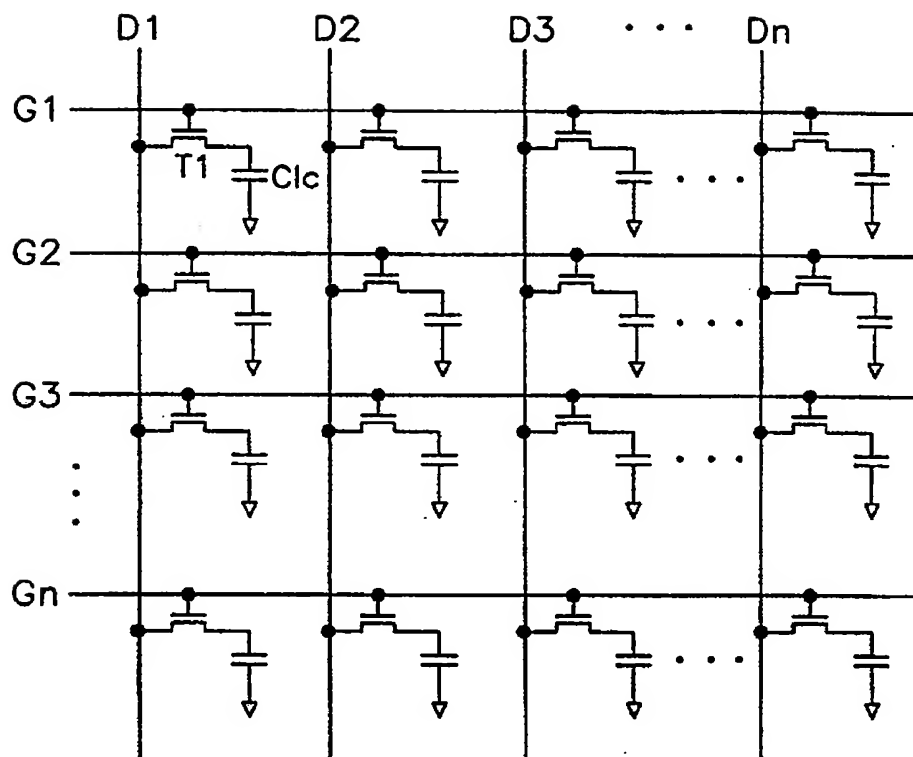 D1 D2 D3 . . . Dn
G1
T1 Clc
. . .
G2
. . .
G3
. . .
. . .
Gn
. . .